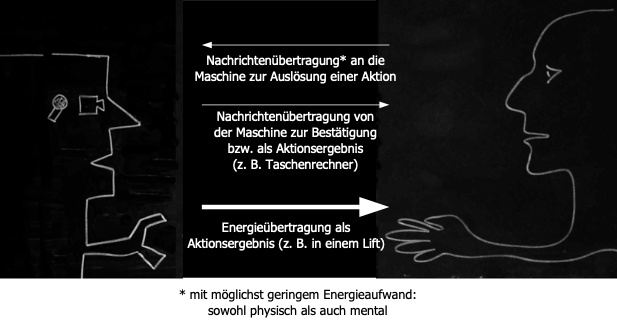 Nachrichtenübertragung* an die
Maschine zur Auslösung einer Aktion
Nachrichtenübertragung von
der Maschine zur Bestätigung
bzw. als Aktionsergebnis
(z. B. Taschenrechner)
Energieübertragung als
Aktionsergebnis (z. B. in einem Lift)
* mit möglichst geringem Energieaufwand:
sowohl physisch als auch mental